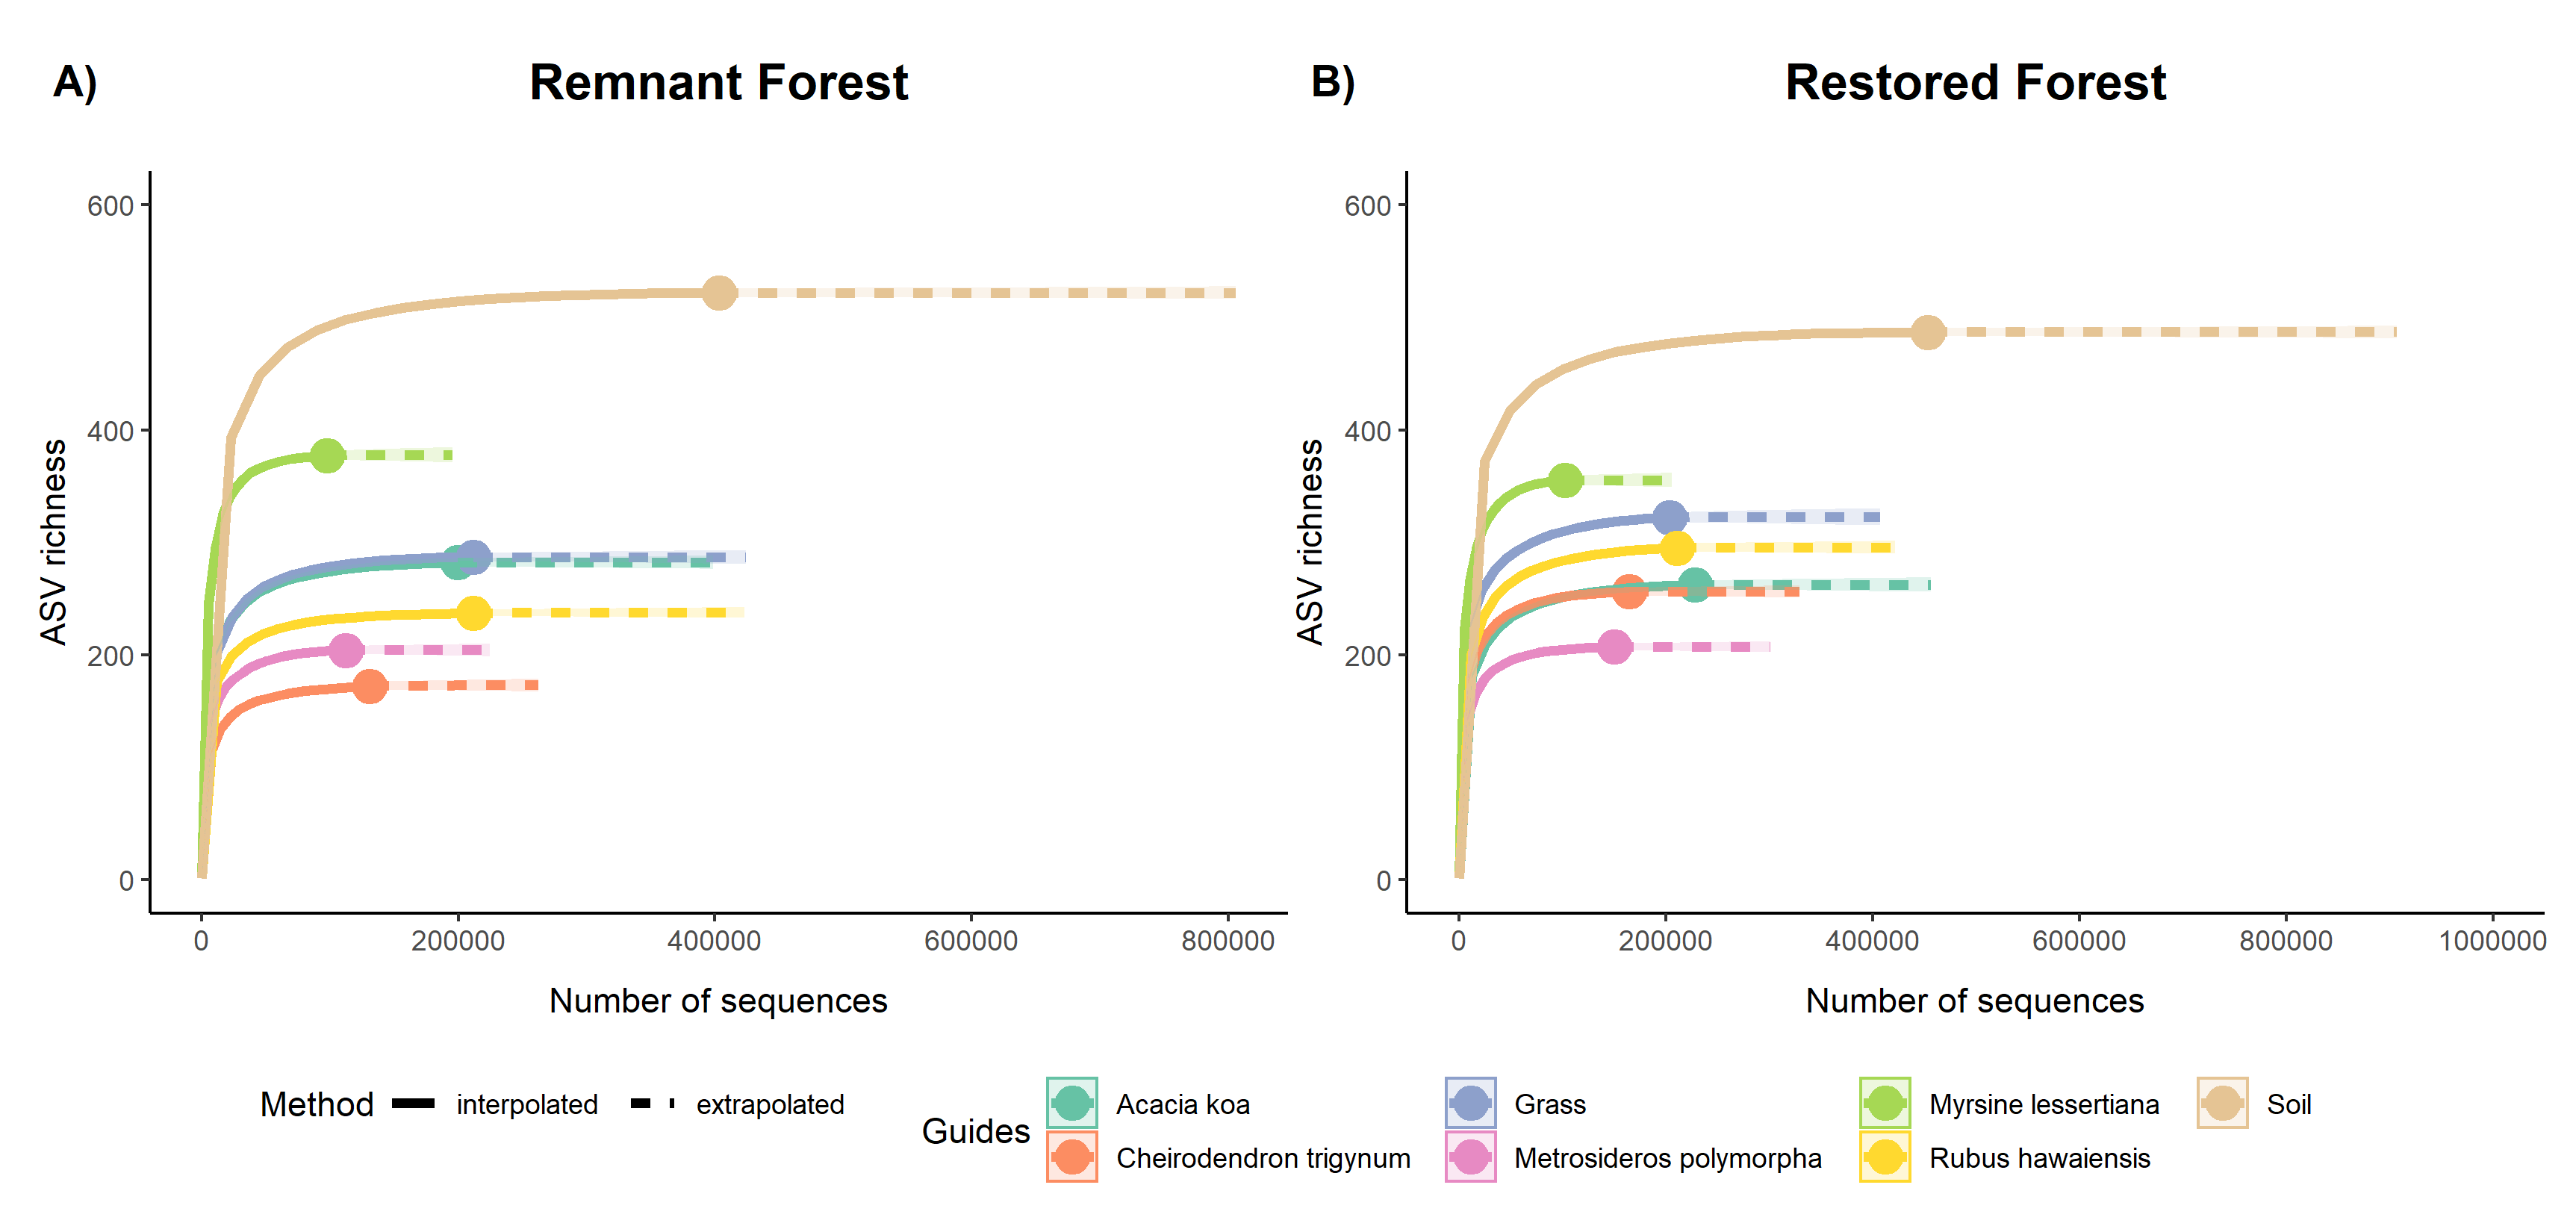 A) Remnant Forest
B) Restored Forest
600
400
200
0
ASV richness
0 200000 400000 600000 800000
Number of sequences
600
400
200
0
ASV richness
0 200000 400000 600000 800000 1000000
Number of sequences
Method interpolated extrapolated
Guides
Acacia koa Grass Myrsine lessertiana Soil
Cheirodendron trigynum Metrosideros polymorpha Rubus hawaiensis